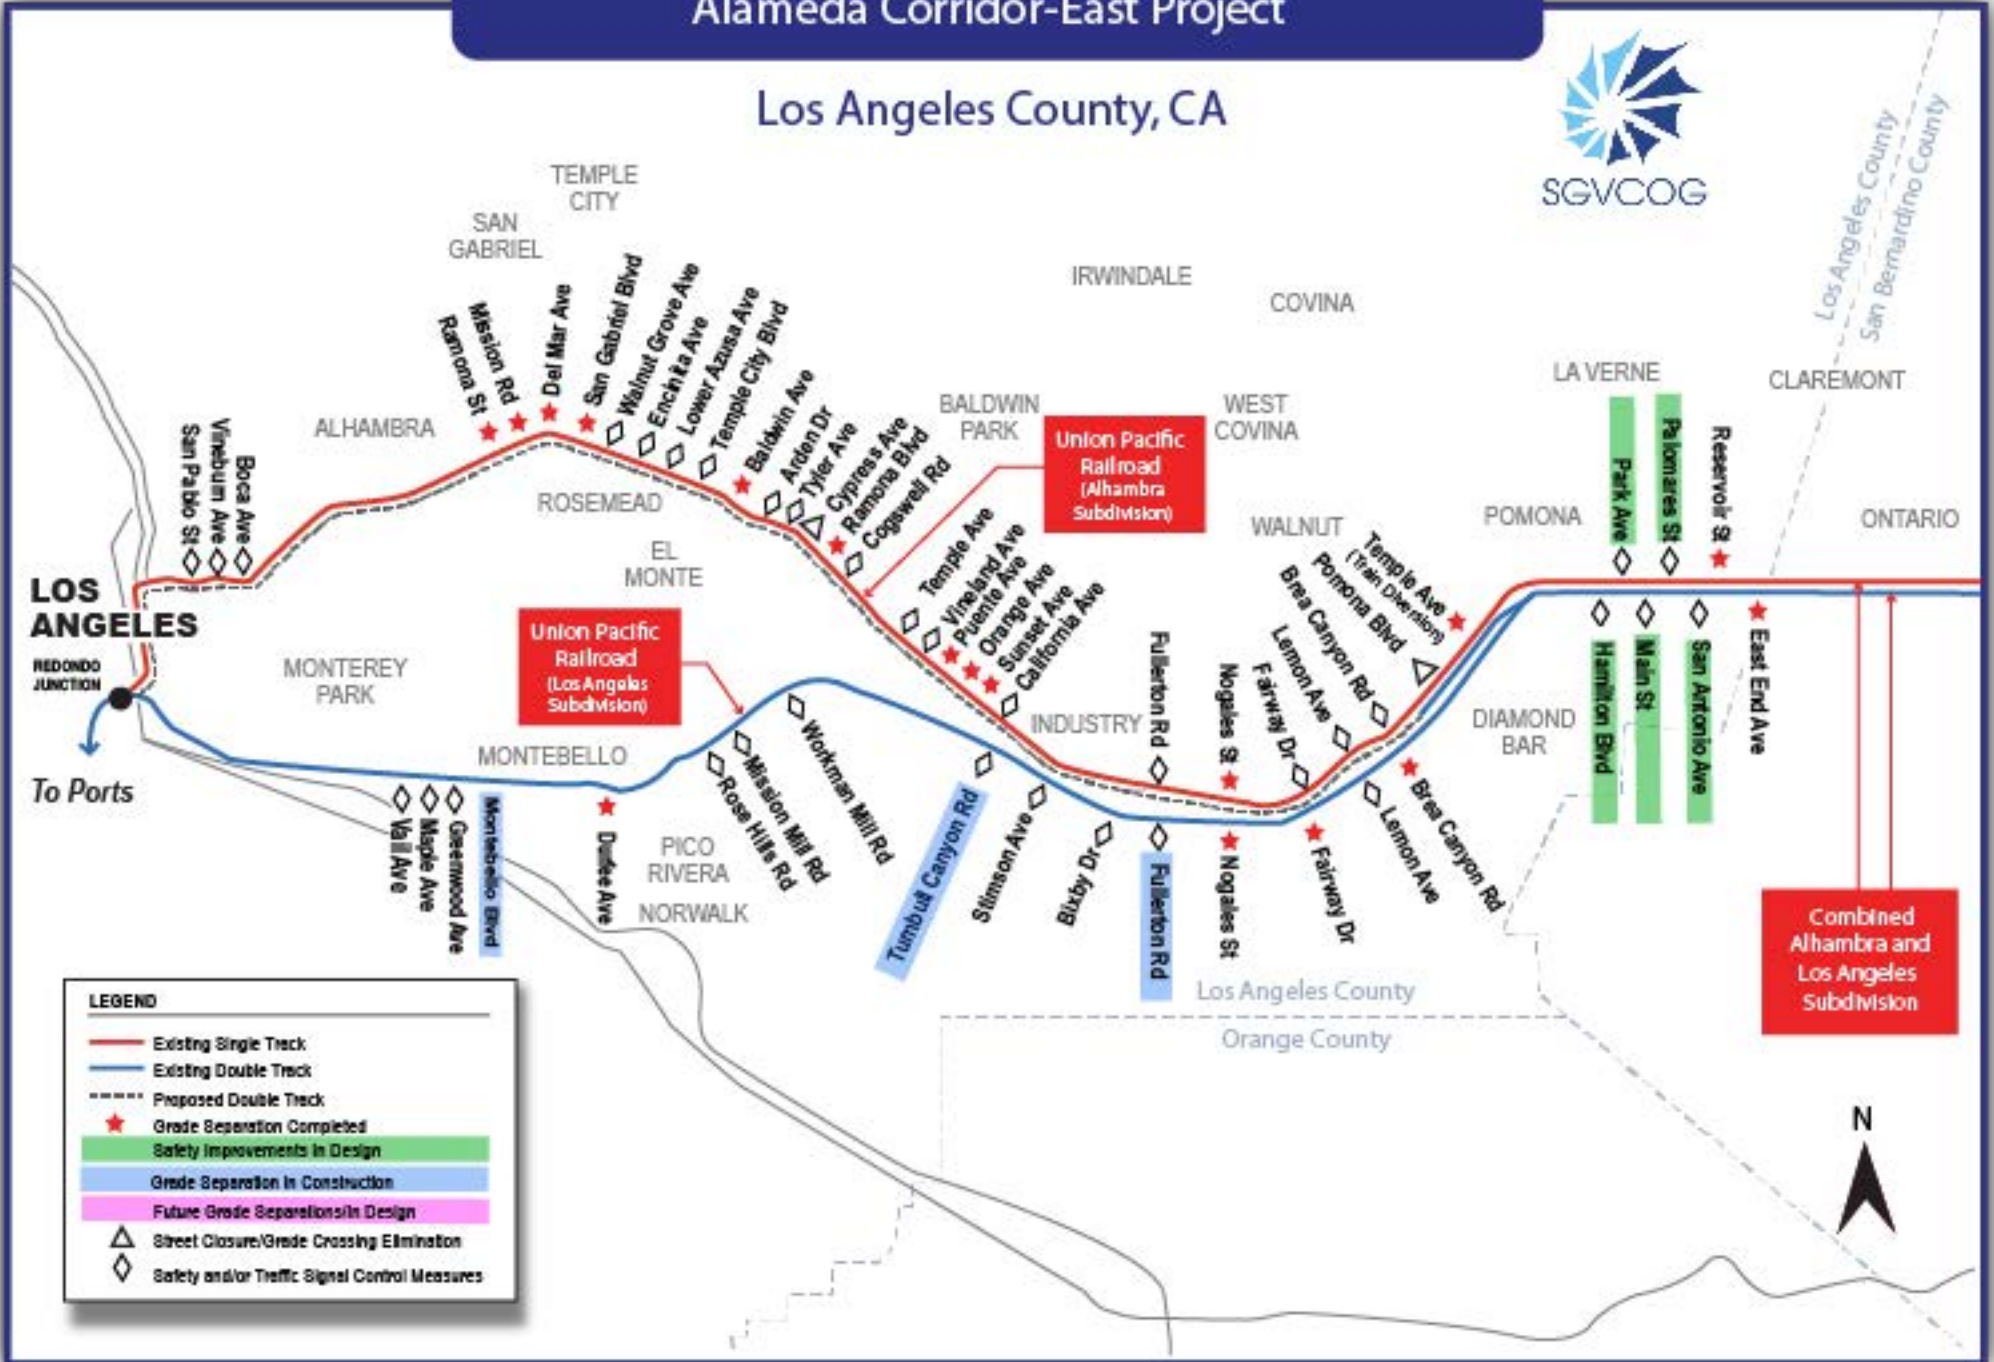 Alameda Corridor-East Project
Los Angeles County, CA
SGVCOG
Los Angeles County
San Bernardino County
TEMPLE
CITY
SAN
GABRIEL
IRWINDALE
COVINA
LA VERNE
CLAREMONT
ALHAMBRA
BALDWIN
PARK
WEST
COVINA
ROSEMEAD
EL
MONTE
WALNUT
POMONA
ONTARIO
LOS
ANGELES
REDONDO
JUNCTION
To Ports
MONTEREY
PARK
MONTEBELLO
INDUSTRY
DIAMOND
BAR
PICO
RIVERA
NORWALK
San Pablo St
Vineburn Ave
Boca Ave
Ramona St
Mission Rd
Del Mar Ave
San Gabriel Blvd
Walnut Grove Ave
Encinita Ave
Lower Azusa Ave
Temple City Blvd
Baldwin Ave
Arden Dr
Tyler Ave
Cypress Ave
Ramona Blvd
Cogswell Rd
Temple Ave
Vineland Ave
Puente Ave
Orange Ave
Sunset Ave
California Ave
Fullerton Rd
Nogales St
Fairway Dr
Lemon Ave
Brea Canyon Rd
Pomona Blvd
Temple Ave
(Train Diversion)
Park Ave
Palomares St
Reservoir St
Union Pacific
Railroad
(Alhambra
Subdivision)
Union Pacific
Railroad
(Los Angeles
Subdivision)
Vail Ave
Maple Ave
Greenwood Ave
Montebello Blvd
Durfee Ave
Rose Hills Rd
Mission Mill Rd
Workman Mill Rd
Turnbull Canyon Rd
Stimson Ave
Bixby Dr
Fullerton Rd
Nogales St
Fairway Dr
Lemon Ave
Brea Canyon Rd
Hamilton Blvd
Main St
San Antonio Ave
East End Ave
Combined
Alhambra and
Los Angeles
Subdivision
Los Angeles County
Orange County
N
LEGEND
Existing Single Track
Existing Double Track
Proposed Double Track
Grade Separation Completed
Safety Improvements In Design
Grade Separation In Construction
Future Grade Separations/In Design
Street Closure/Grade Crossing Elimination
Safety and/or Traffic Signal Control Measures